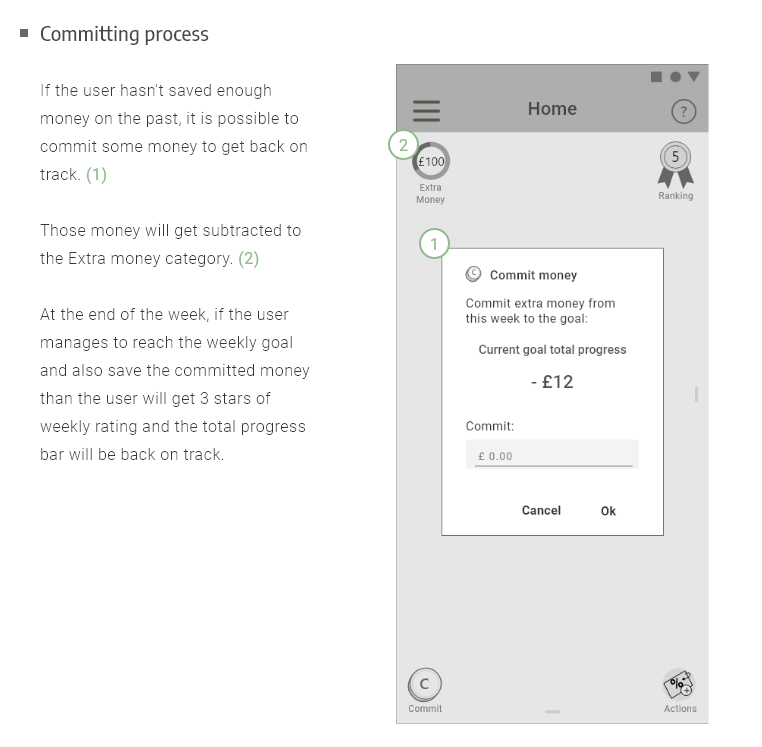 Committing process
If the user hasn't saved enough
money on the past, it is possible to
commit some money to get back on
track. (1)
Those money will get subtracted to
the Extra money category. (2)
At the end of the week, if the user
manages to reach the weekly goal
and also save the committed money
than the user will get 3 stars of
weekly rating and the total progress
bar will be back on track.
Home
?
2
£100
Extra
Money
5
Ranking
1
C
Commit money
Commit extra money from
this week to the goal:
Current goal total progress
- £12
Commit:
£ 0.00
Cancel
Ok
C
Commit
%
Actions